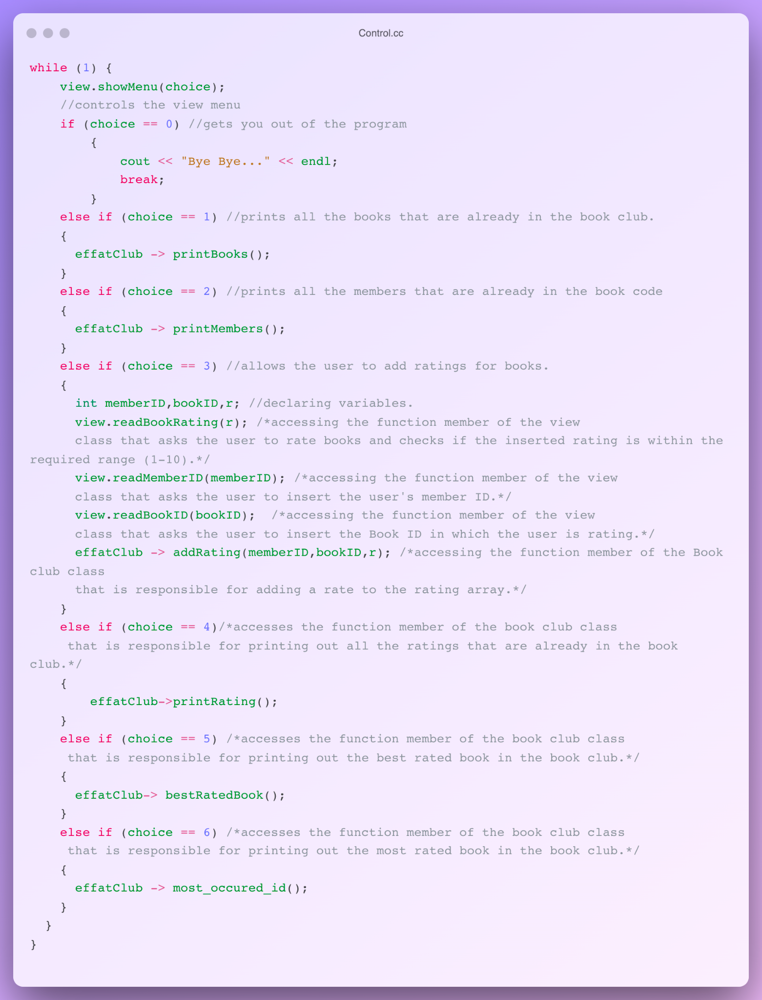 Control.cc
while (1) {
    view.showMenu(choice);
    //controls the view menu
    if (choice == 0) //gets you out of the program
        {
            cout << "Bye Bye..." << endl;
            break;
        }
    else if (choice == 1) //prints all the books that are already in the book club.
    {
      effatClub -> printBooks();
    }
    else if (choice == 2) //prints all the members that are already in the book code
    {
      effatClub -> printMembers();
    }
    else if (choice == 3) //allows the user to add ratings for books.
    {
      int memberID,bookID,r; //declaring variables.
      view.readBookRating(r); /*accessing the function member of the view
      class that asks the user to rate books and checks if the inserted rating is within the
required range (1-10).*/
      view.readMemberID(memberID); /*accessing the function member of the view
      class that asks the user to insert the user's member ID.*/
      view.readBookID(bookID);  /*accessing the function member of the view
      class that asks the user to insert the Book ID in which the user is rating.*/
      effatClub -> addRating(memberID,bookID,r); /*accessing the function member of the Book
club class
      that is responsible for adding a rate to the rating array.*/
    }
    else if (choice == 4)/*accesses the function member of the book club class
     that is responsible for printing out all the ratings that are already in the book
club.*/
    {
        effatClub->printRating();
    }
    else if (choice == 5) /*accesses the function member of the book club class
     that is responsible for printing out the best rated book in the book club.*/
    {
      effatClub-> bestRatedBook();
    }
    else if (choice == 6) /*accesses the function member of the book club class
     that is responsible for printing out the most rated book in the book club.*/
    {
      effatClub -> most_occured_id();
    }
  }
}